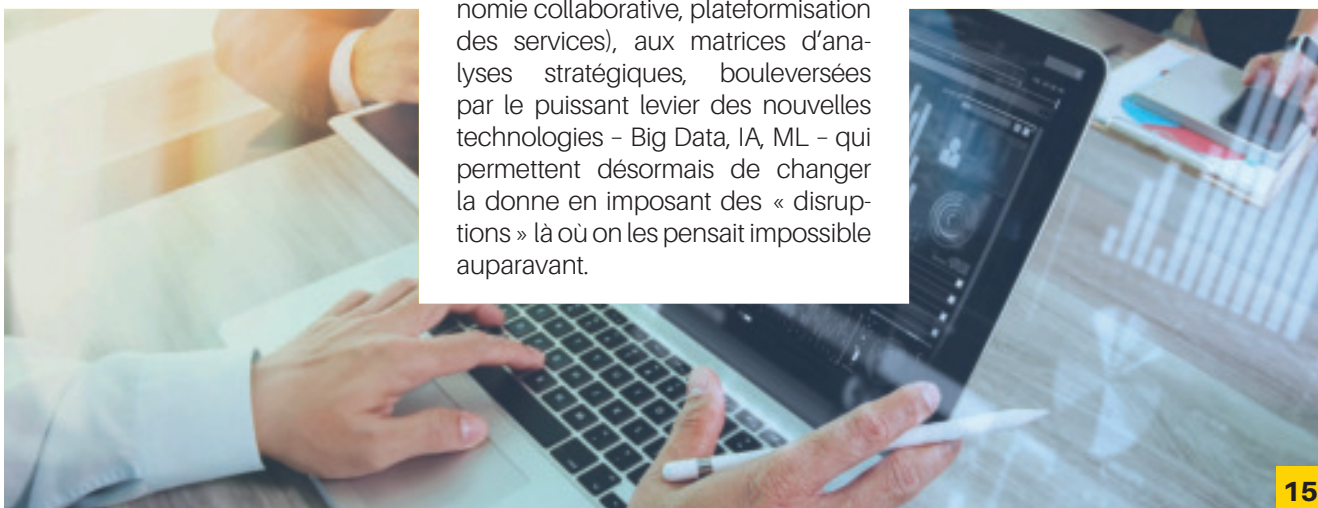 nomie collaborative, plateformisation
des services), aux matrices d'ana-
lyses stratégiques, bouleversées
par le puissant levier des nouvelles
technologies – Big Data, IA, ML – qui
permettent désormais de changer
la donne en imposant des « disrup-
tions » là où on les pensait impossible
auparavant.
15